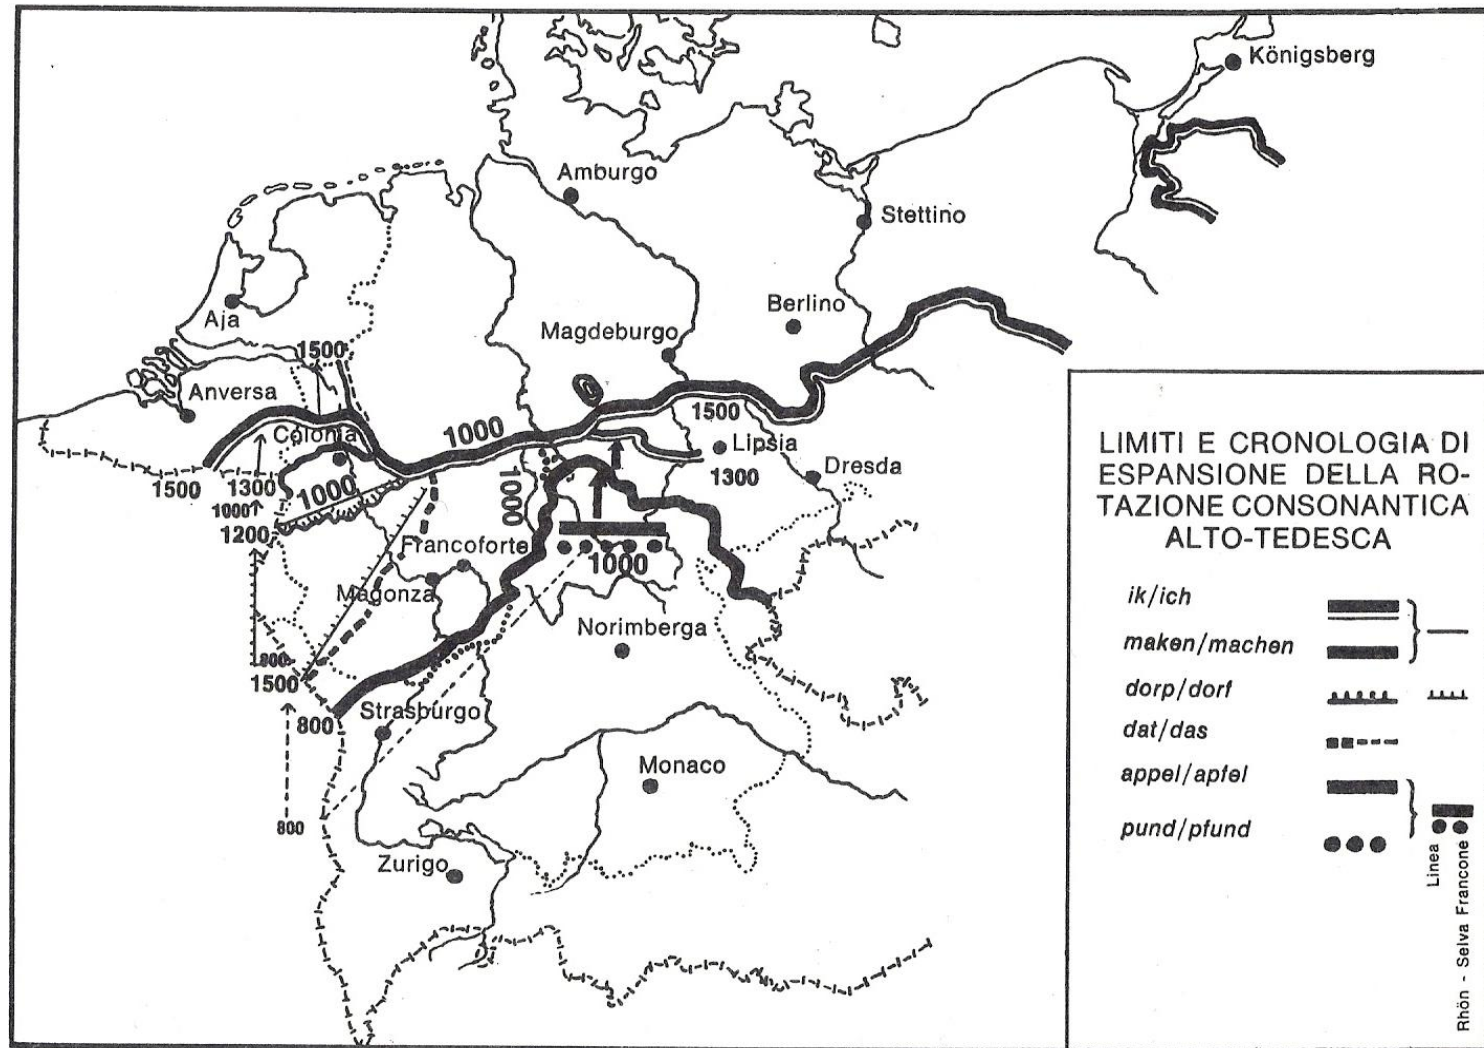 Königsberg
Amburgo
Stettino
Berlino
Aja
Magdeburgo
1500
Anversa
1500
Colonia
1000
Lipsia
1500
1300
1000
1300
Dresda
1000
1000
1200
Francoforte
1000
Magonza
Norimberga
800
1500
800
Strasburgo
Monaco
800
Zurigo
LIMITI E CRONOLOGIA DI
ESPANSIONE DELLA RO-
TAZIONE CONSONANTICA
ALTO-TEDESCA
ik/ich
maken/machen
dorp/dorf
dat/das
appel/apfel
pund/pfund
Linea
Rhön - Selva Francone